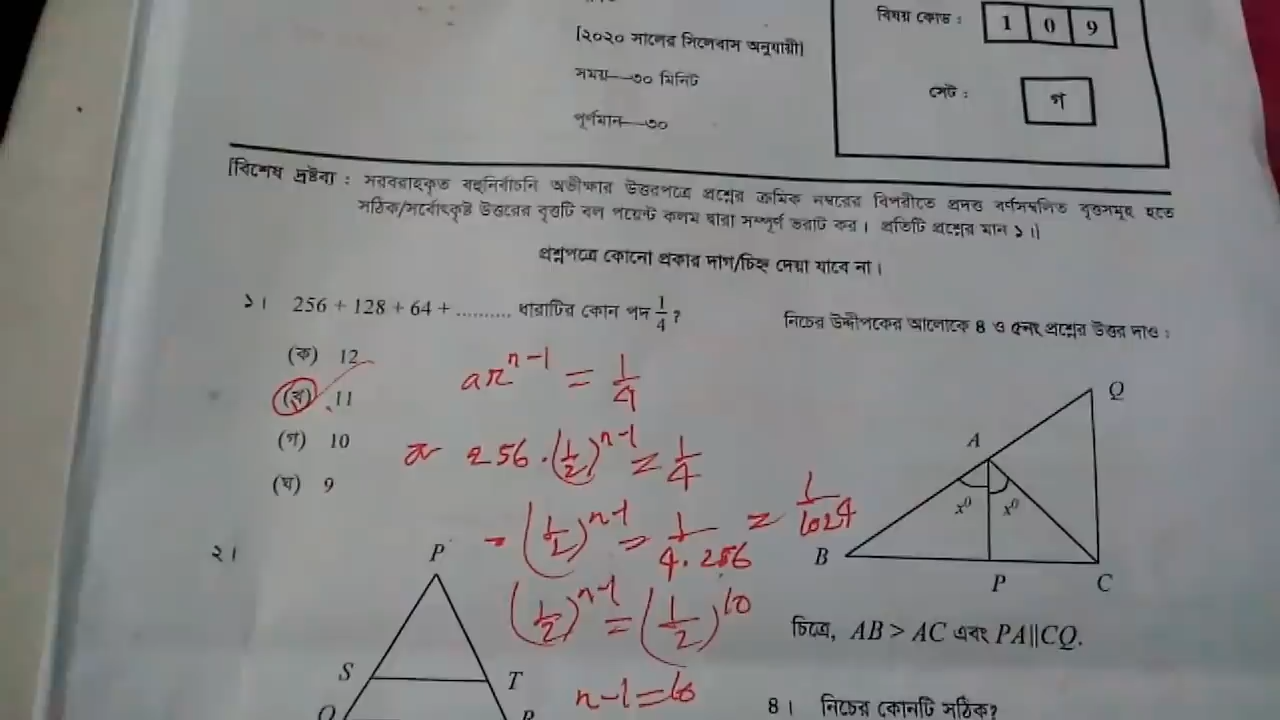 বিষয় কোড : 1 0 9
[২০২০ সালের সিলেবাস অনুযায়ী]
সময়—৩০ মিনিট
সেট : গ
পূর্ণমান—৩০
[বিশেষ দ্রষ্টব্য : সরবরাহকৃত বহুনির্বাচনি অভীক্ষার উত্তরপত্রে প্রশ্নের ক্রমিক নম্বরের বিপরীতে প্রদত্ত বর্ণসম্বলিত বৃত্তসমূহ হতে
সঠিক/সর্বোৎকৃষ্ট উত্তরের বৃত্তটি বল পয়েন্ট কলম দ্বারা সম্পূর্ণ ভরাট কর। প্রতিটি প্রশ্নের মান ১।]
প্রশ্নপত্রে কোনো প্রকার দাগ/চিহ্ন দেয়া যাবে না।
১। 256 + 128 + 64 + .......... ধারাটির কোন পদ 1/4 ?
(ক) 12
(খ) 11
(গ) 10
(ঘ) 9
ar^{n-1} = 1/4
256 · (1/2)^{n-1} = 1/4
= (1/2)^{n-1} = 1/4·256 = 1/1024
(1/2)^{n-1} = (1/2)^{10}
n-1=10
২।
P
S T
Q R
নিচের উদ্দীপকের আলোকে ৪ ও ৫নং প্রশ্নের উত্তর দাও :
Q
A
x⁰ x⁰
B P C
চিত্রে, AB > AC এবং PA||CQ.
৪। নিচের কোনটি সঠিক?